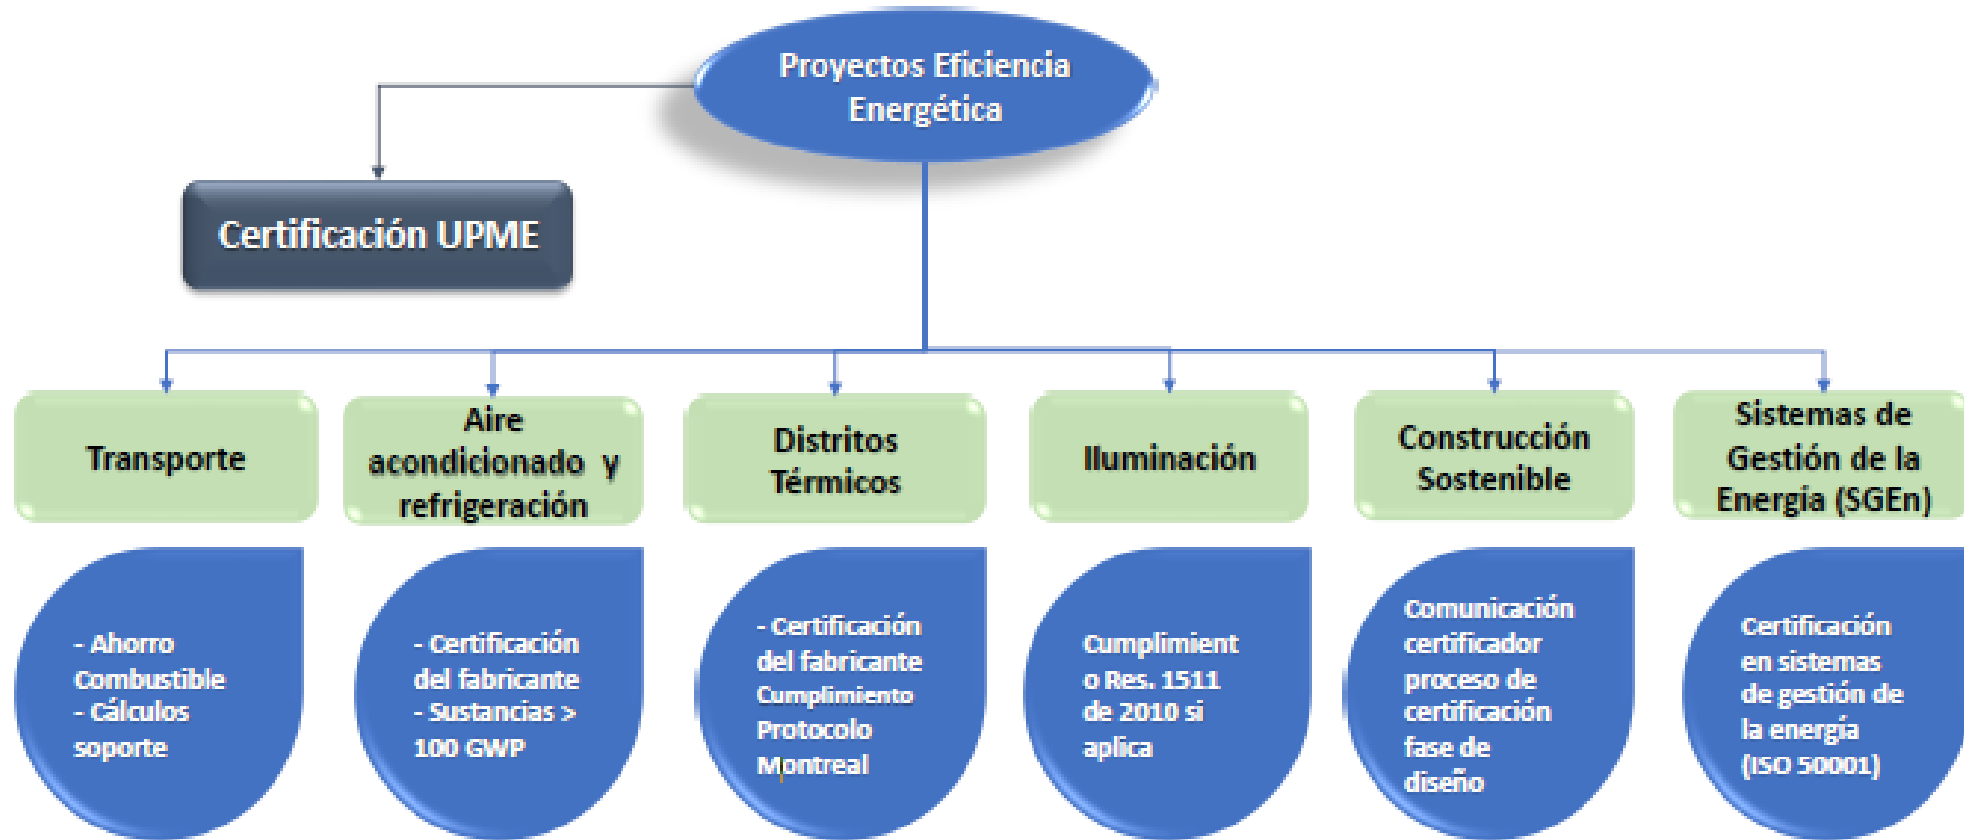 Proyectos Eficiencia
Energética
Certificación UPME
Transporte
Aire
acondicionado y
refrigeración
Distritos
Térmicos
Iluminación
Construcción
Sostenible
Sistemas de
Gestión de la
Energía (SGEn)
- Ahorro
Combustible
- Cálculos
soporte
- Certificación
del fabricante
- Sustancias >
100 GWP
- Certificación
del fabricante
Cumplimiento
Protocolo
Montreal
Cumplimient
o Res. 1511
de 2010 si
aplica
Comunicación
certificador
proceso de
certificación
fase de
diseño
Certificación
en sistemas
de gestión de
la energía
(ISO 50001)